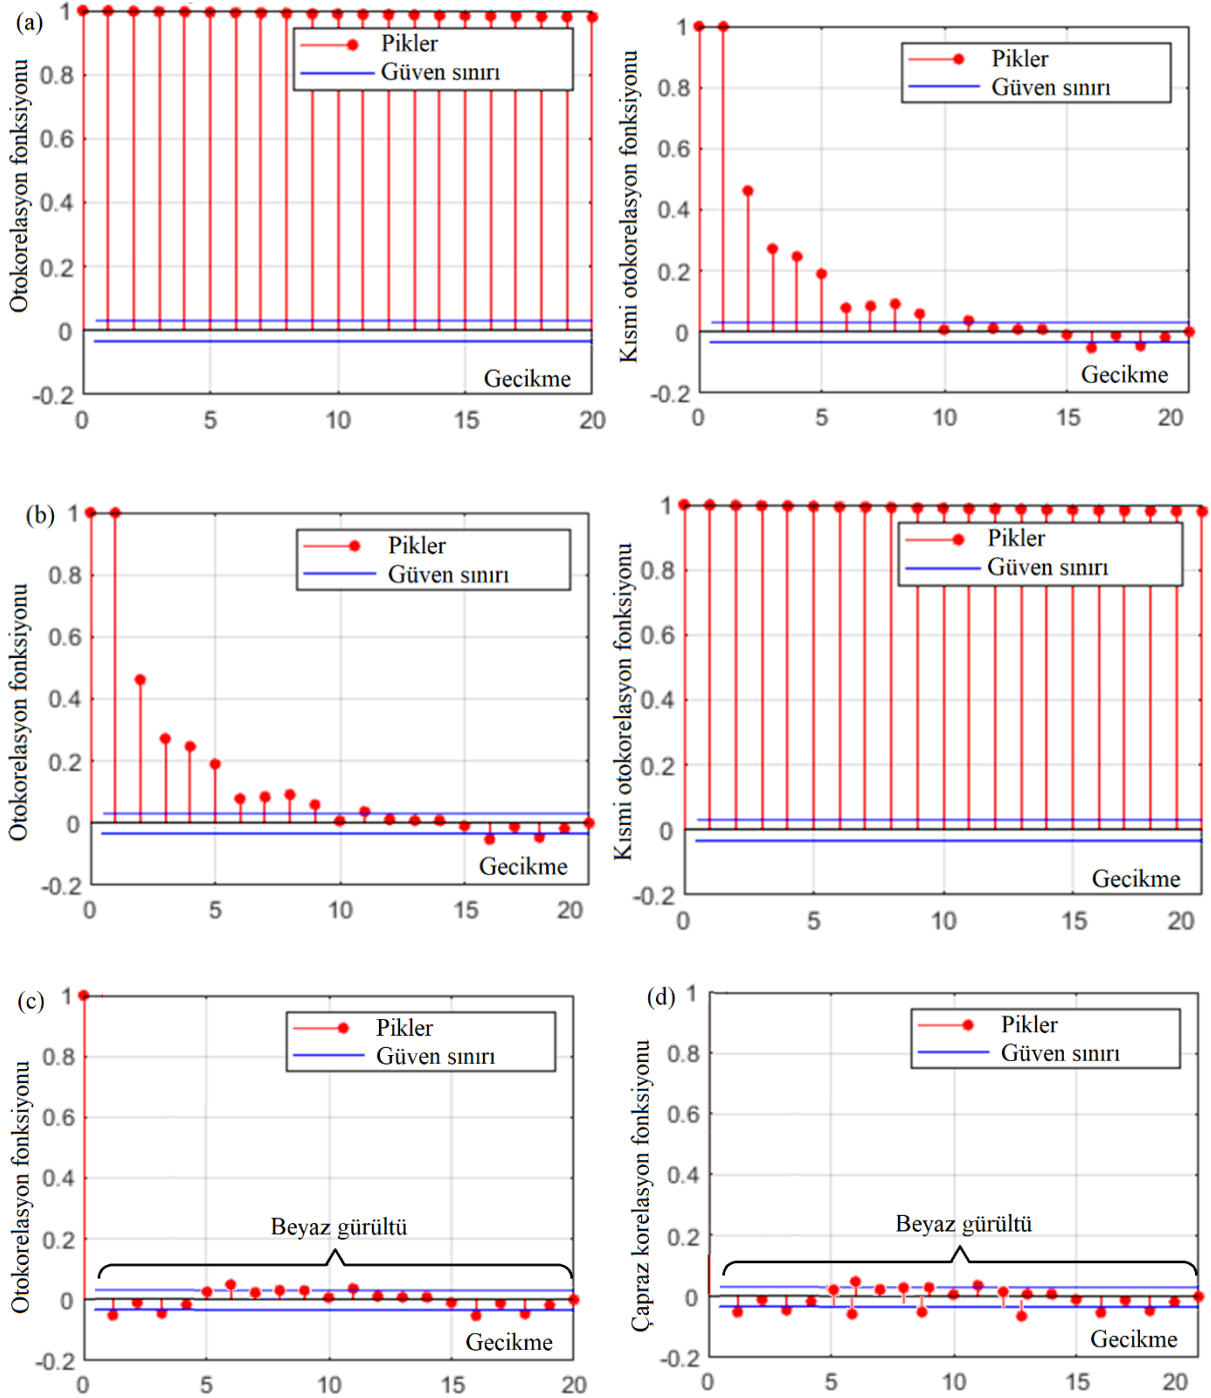 (a)
Otokorelasyon fonksiyonu
1
0.8
0.6
0.4
0.2
0
-0.2
Pikler
Güven sınırı
Gecikme
0 5 10 15 20
Kısmi otokorelasyon fonksiyonu
1
0.8
0.6
0.4
0.2
0
-0.2
Pikler
Güven sınırı
Gecikme
0 5 10 15 20
(b)
Otokorelasyon fonksiyonu
1
0.8
0.6
0.4
0.2
0
-0.2
Pikler
Güven sınırı
Gecikme
0 5 10 15 20
Kısmi otokorelasyon fonksiyonu
1
0.8
0.6
0.4
0.2
0
-0.2
Pikler
Güven sınırı
Gecikme
0 5 10 15 20
(c)
Otokorelasyon fonksiyonu
1
0.8
0.6
0.4
0.2
0
-0.2
Pikler
Güven sınırı
Beyaz gürültü
Gecikme
0 5 10 15 20
(d)
Çapraz korelasyon fonksiyonu
1
0.8
0.6
0.4
0.2
0
-0.2
Pikler
Güven sınırı
Beyaz gürültü
Gecikme
0 5 10 15 20